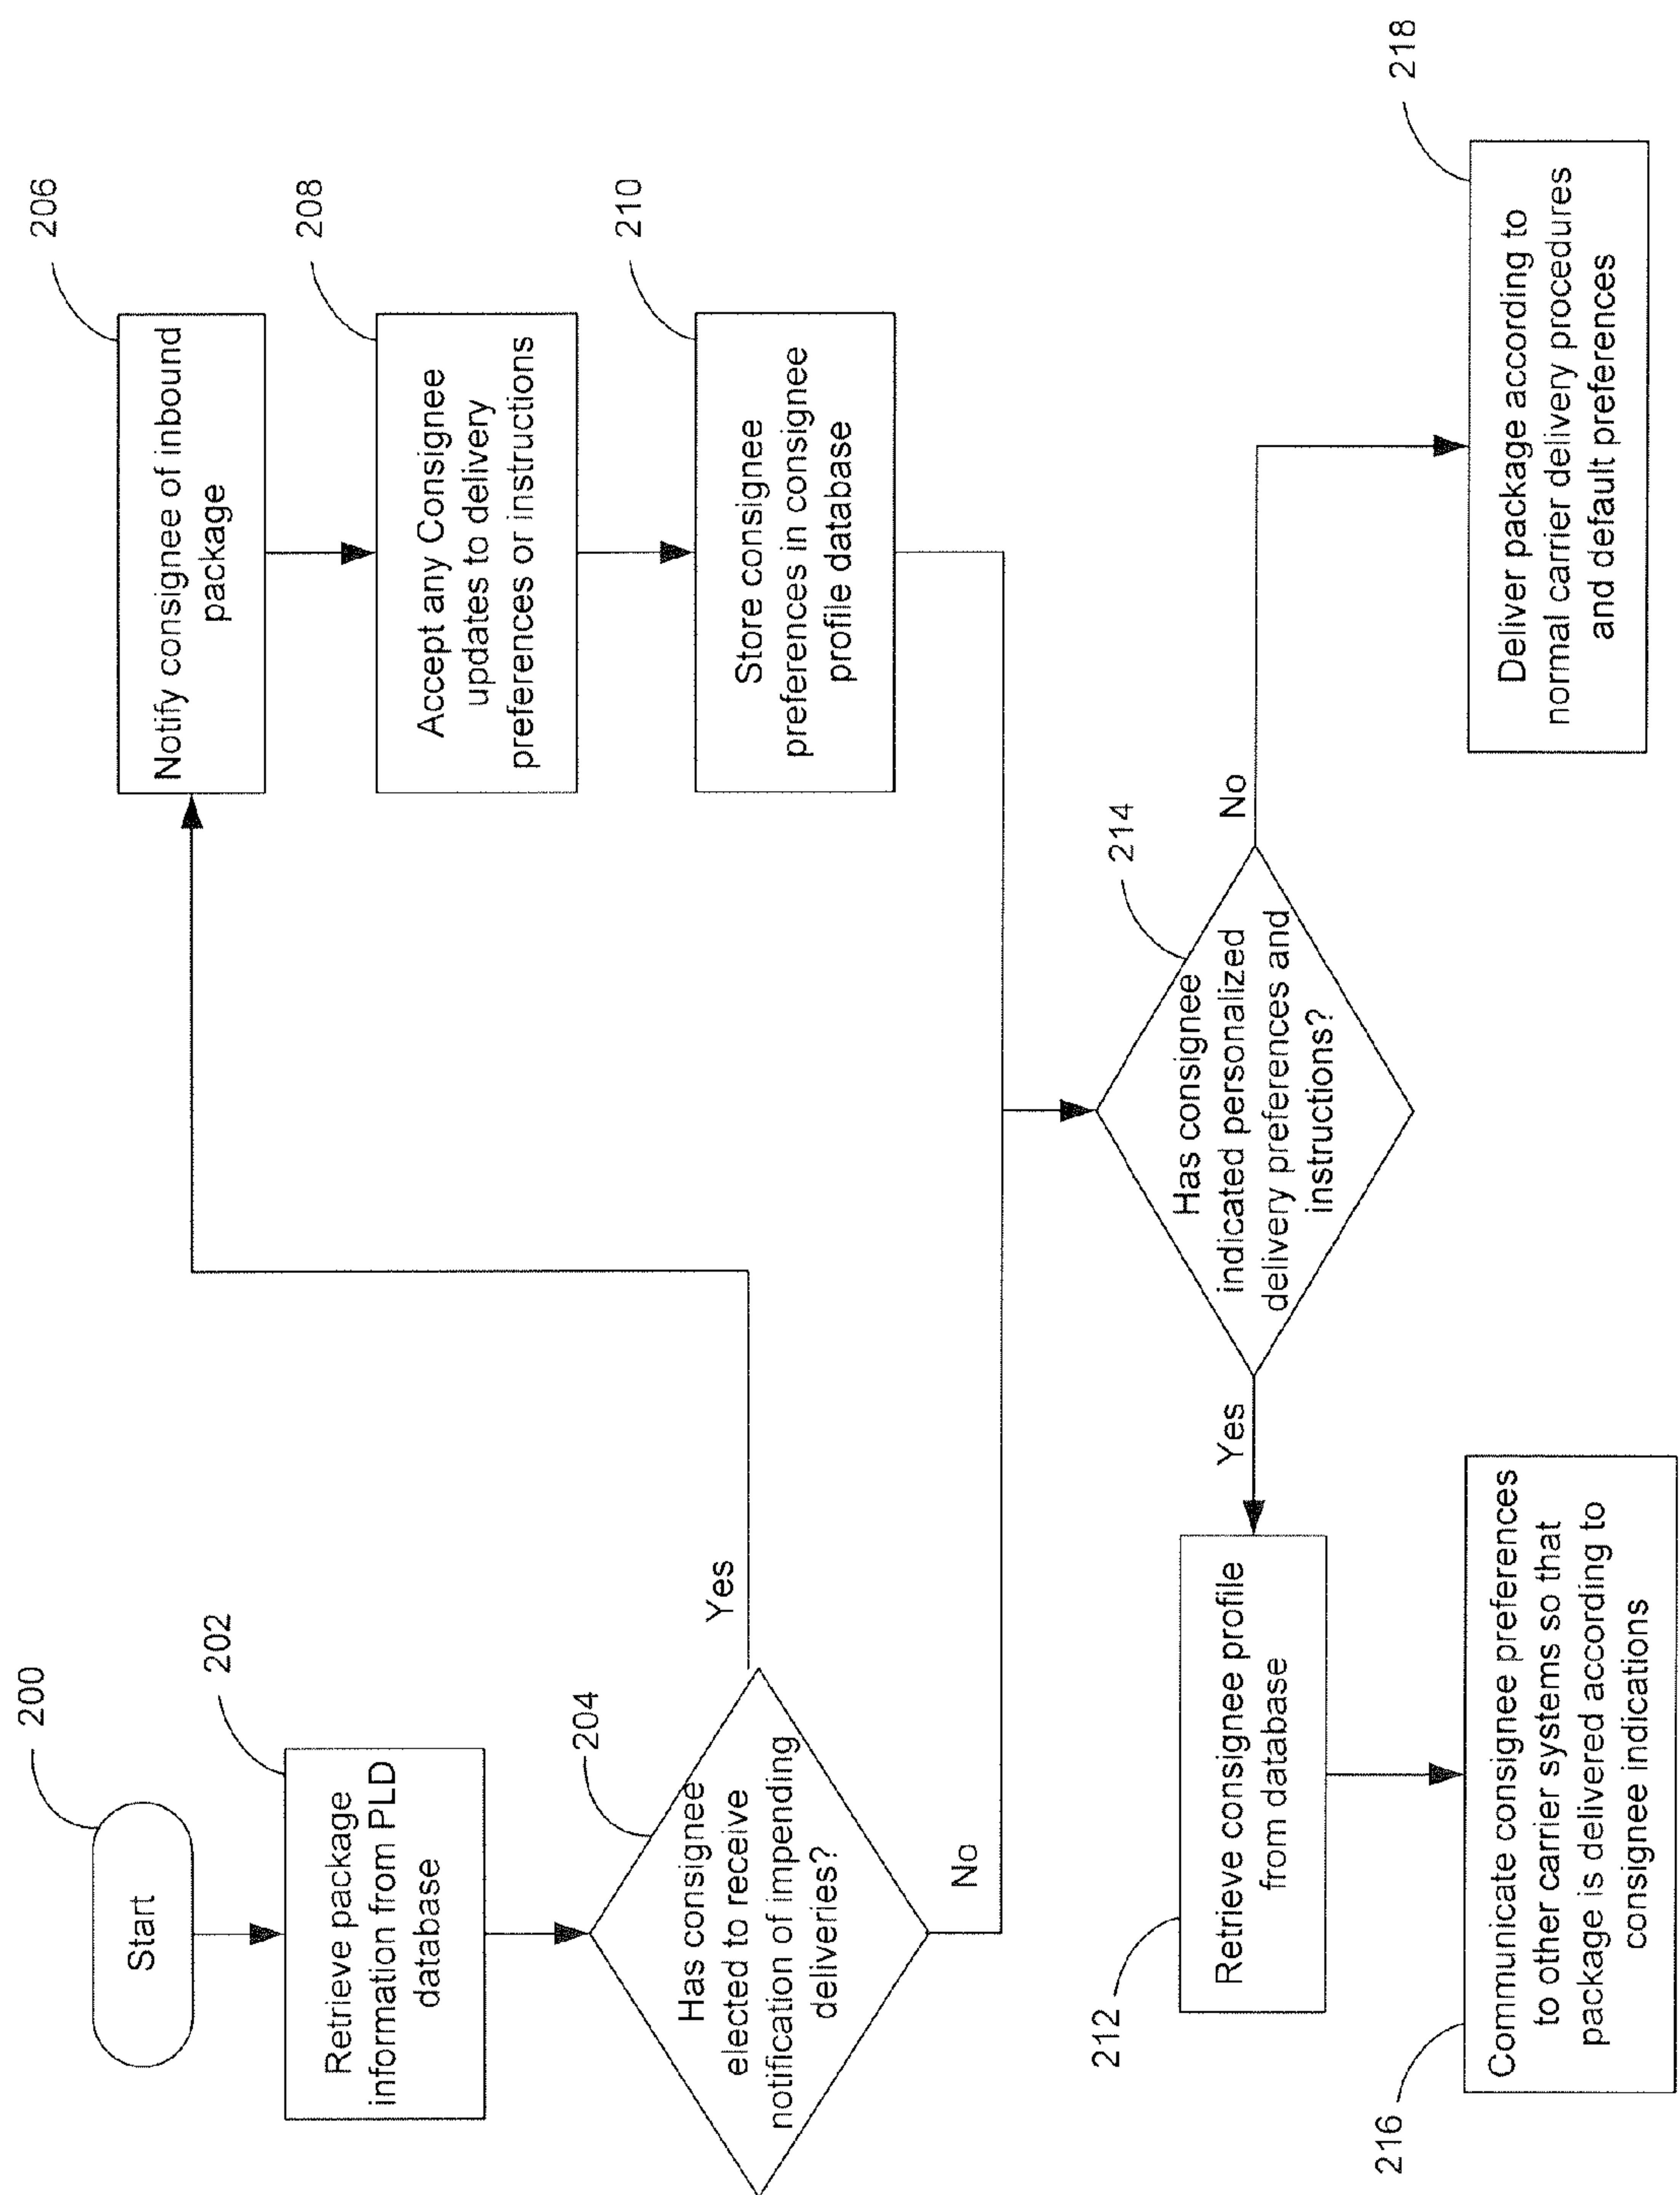 200
Start
202
Retrieve package
information from PLD
database
204
Has consignee
elected to receive
notification of impending
deliveries?
Yes
No
206
Notify consignee of inbound
package
208
Accept any Consignee
updates to delivery
preferences or instructions
210
Store consignee
preferences in consignee
profile database
214
Has consignee
indicated personalized
delivery preferences and
instructions?
Yes
No
212
Retrieve consignee profile
from database
216
Communicate consignee preferences
to other carrier systems so that
package is delivered according to
consignee indications
218
Deliver package according to
normal carrier delivery procedures
and default preferences